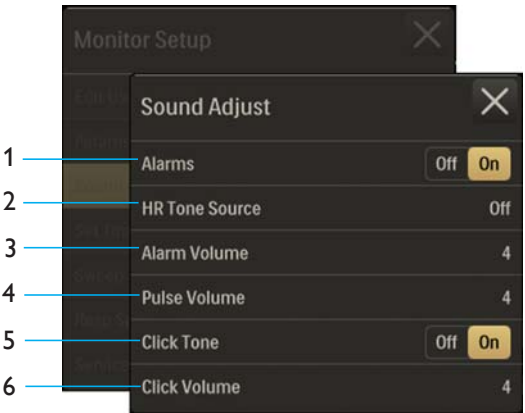 Monitor Setup
Sound Adjust
1 Alarms Off On
2 HR Tone Source Off
3 Alarm Volume 4
4 Pulse Volume 4
5 Click Tone Off On
6 Click Volume 4